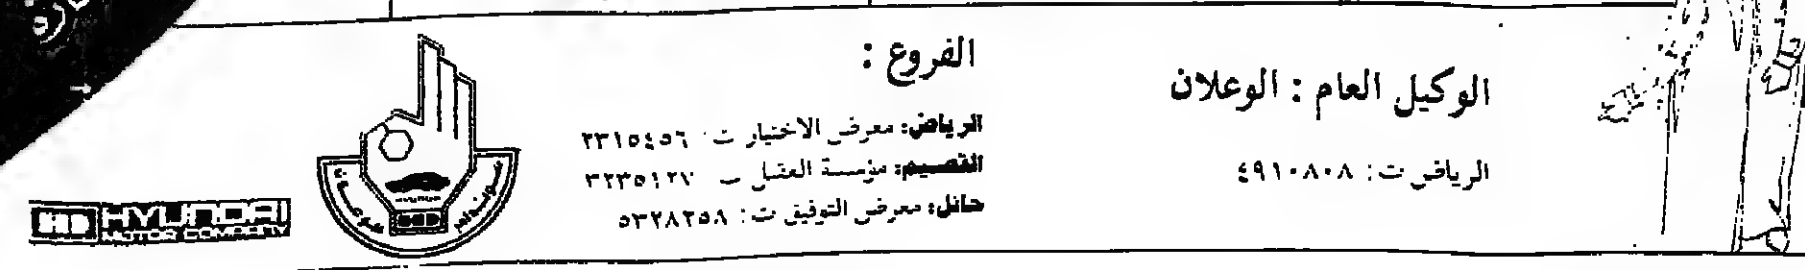 الوكيل العام : الوعلان
الرياض ت: ٤٩١٠٨٠٨
الفروع :
الرياض: معرض الاختيار ت: ٢٣١٥٤٥٦
القصيم: مؤسسة العقيل ت ٣٢٣٥١٢٧
حائل: معرض التوفيق ت: ٥٣٢٨٢٥٨
HYUNDAI
MOTOR COMPANY